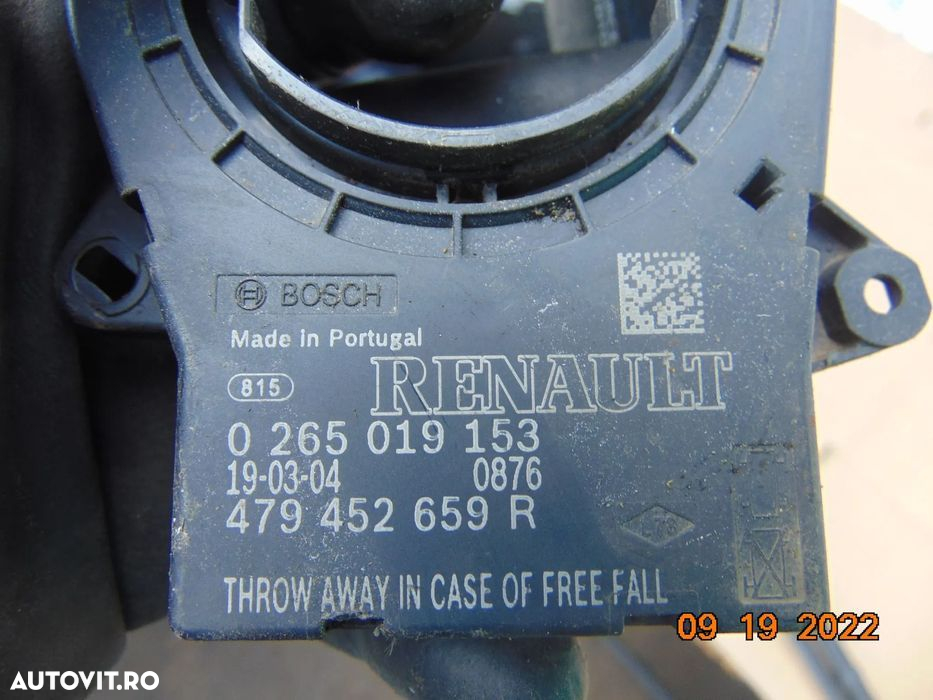 BOSCH
Made in Portugal
815
RENAULT
0 265 019 153
19-03-04 0876
479 452 659 R
THROW AWAY IN CASE OF FREE FALL
09 19 2022
AUTOVIT.RO